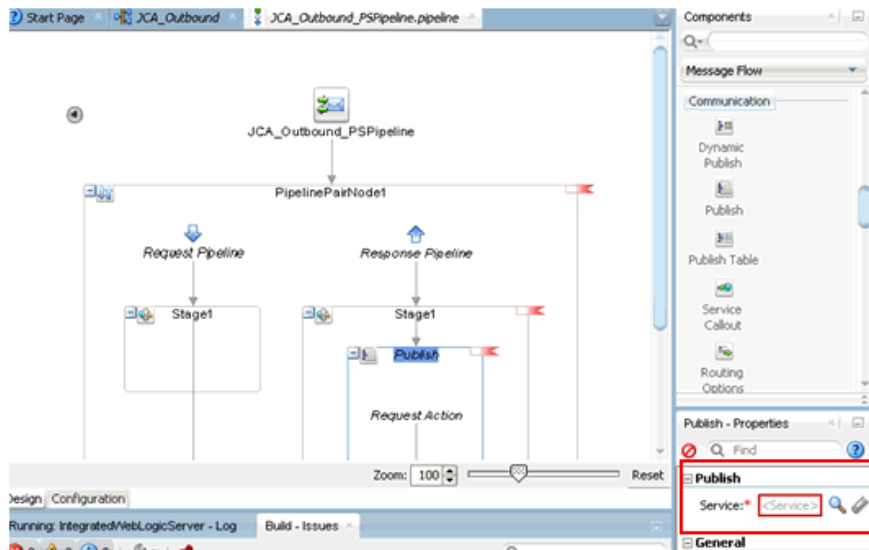 Start Page
JCA_Outbound
JCA_Outbound_PSPipeline.pipeline
JCA_Outbound_PSPipeline
PipelinePairNode1
Request Pipeline
Response Pipeline
Stage1
Stage1
Publish
Request Action
Zoom: 100
Reset
Design
Configuration
Running: IntegratedWebLogicServer - Log
Build - Issues
Components
Message Flow
Communication
Dynamic
Publish
Publish
Publish Table
Service
Callout
Routing
Options
Publish - Properties
Find
Publish
Service:* <Service>
General